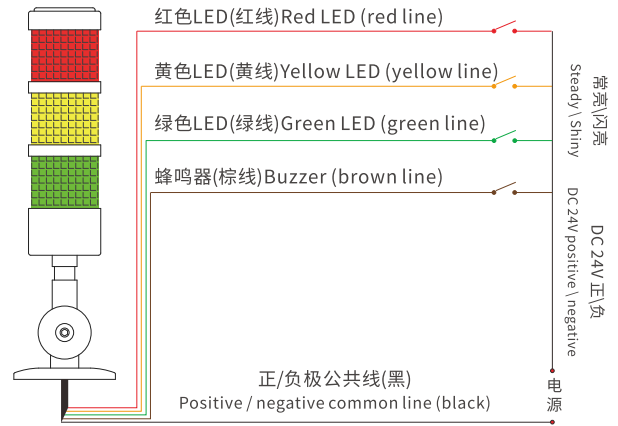 红色LED(红线)Red LED (red line)
黄色LED(黄线)Yellow LED (yellow line)
绿色LED(绿线)Green LED (green line)
蜂鸣器(棕线)Buzzer (brown line)
常亮\闪亮
Steady \ Shiny
DC 24V 正\负
DC 24V positive \ negative
电源
正/负极公共线(黑)
Positive / negative common line (black)